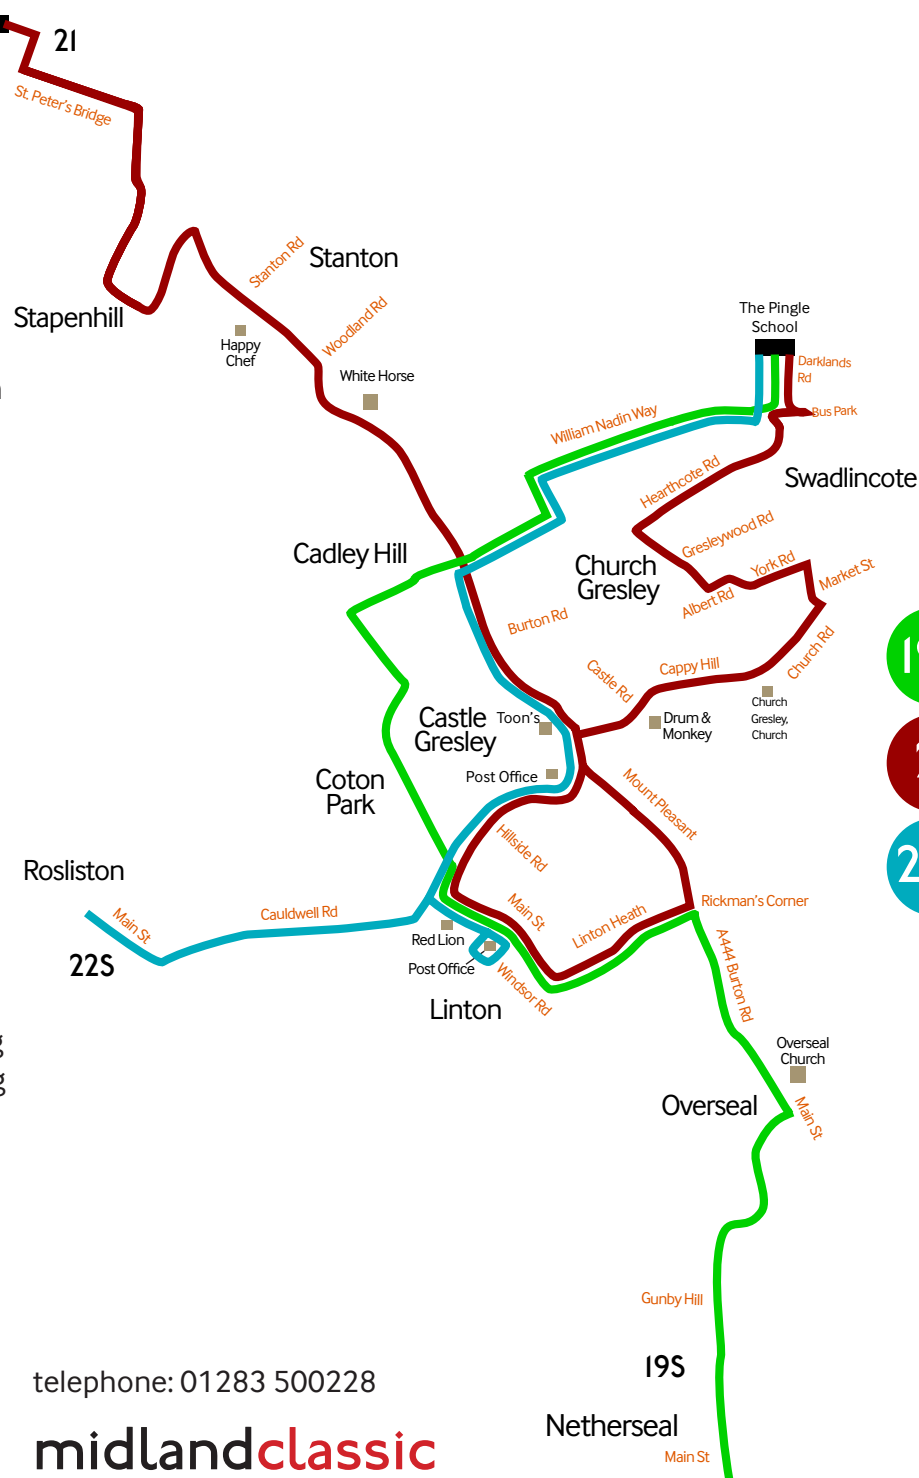 21
St. Peter's Bridge
Stanton Rd
Stanton
Stapenhill
Woodland Rd
Happy
Chef
White Horse
The Pingle
School
Darklands
Rd
Bus Park
William Nadin Way
Hearthcote Rd
Swadlincote
Gresleywood Rd
Cadley Hill
Church
Gresley
York Rd
Market St
Albert Rd
Burton Rd
Church Rd
Castle Rd
Cappy Hill
Castle
Gresley
Toon's
Drum &
Monkey
Church
Gresley,
Church
Post Office
Coton
Park
Mount Pleasant
Hillside Rd
Rosliston
Main St
Cauldwell Rd
Main St
Linton Heath
Rickman's Corner
Red Lion
Post Office
22S
Windsor Rd
A444 Burton Rd
Linton
Overseal
Church
Overseal
Main St
Gunby Hill
19S
telephone: 01283 500228
Netherseal
midlandclassic
Main St